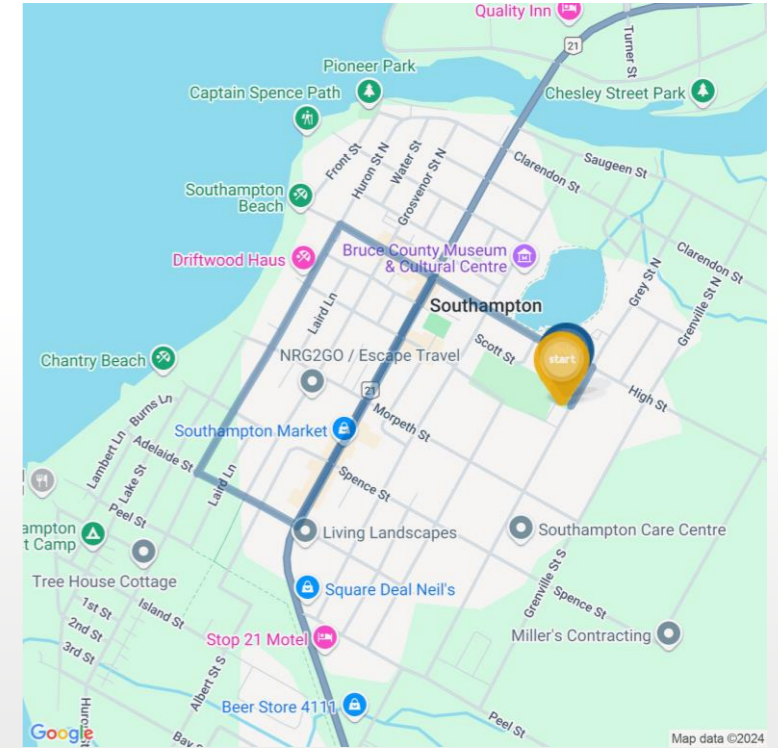 Quality Inn
21
Turner St
Pioneer Park
Captain Spence Path
Chesley Street Park
Front St
Huron St N
Water St
Grosvenor St N
Clarendon St
Saugeen St
Southampton
Beach
Driftwood Haus
Bruce County Museum
& Cultural Centre
Clarendon St
Grey St N
Grenville St N
Southampton
Laird Ln
Scott St
start
NRG2GO / Escape Travel
Chantry Beach
21
High St
Burns Ln
Lambert Ln
Adelaide St
Lake St
Laird Ln
Southampton Market
Morpeth St
Spence St
Peel St
ampton
t Camp
Living Landscapes
Southampton Care Centre
Tree House Cottage
Square Deal Neil's
Grenville St S
Spence St
1st St
2nd St
3rd St
Island St
Albert St S
Stop 21 Motel
Miller's Contracting
Beer Store 4111
Peel St
Huro
Bay
Google
Map data ©2024